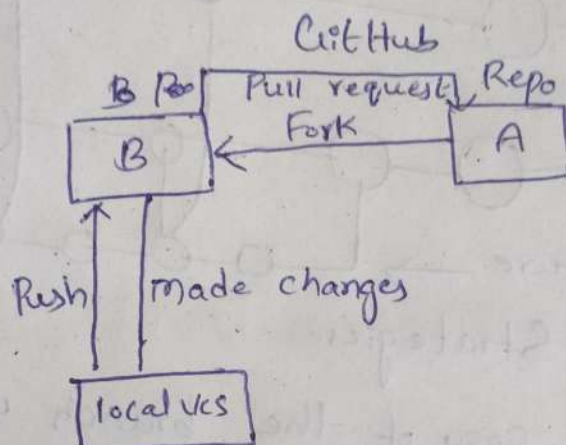 GitHub
B Pull request Repo
Fork
B A
Push made changes
local vcs